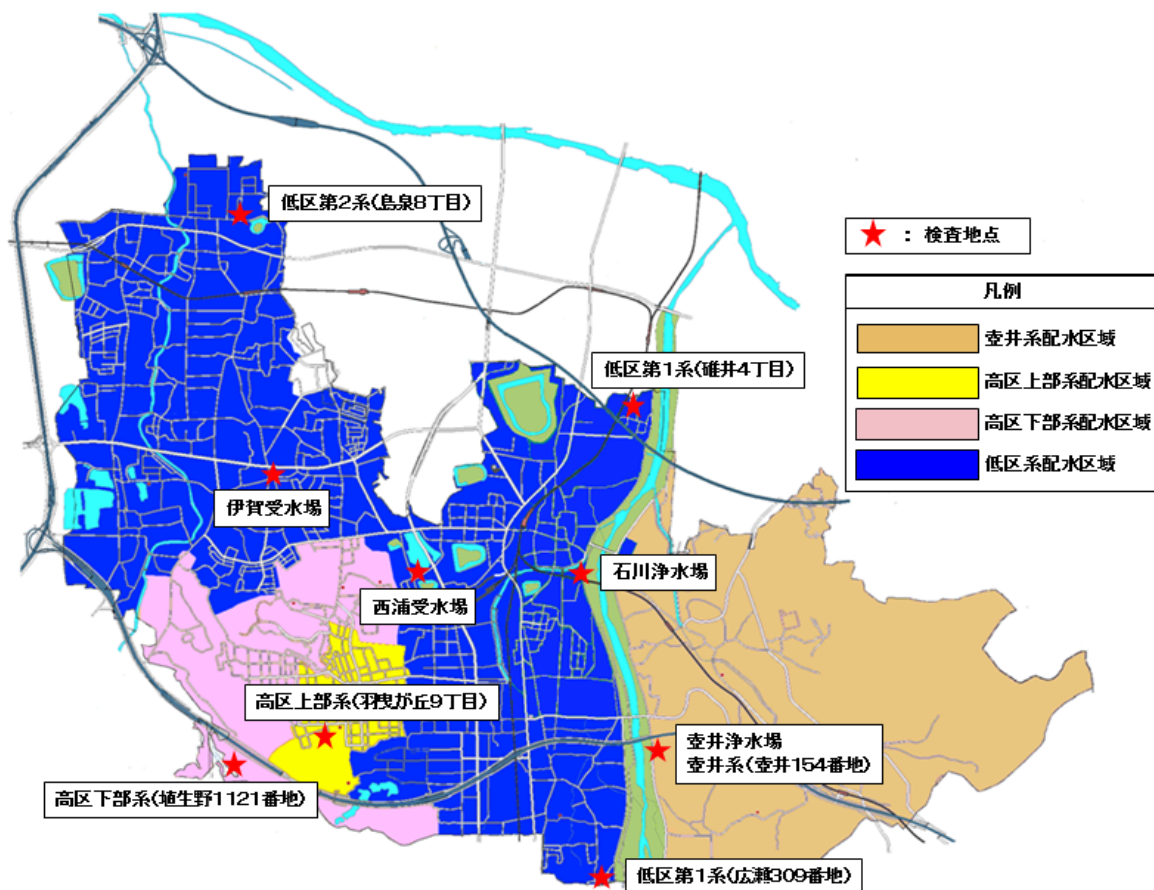 低区第2系(島泉8丁目)
★ : 検査地点
凡例
壺井系配水区域
高区上部系配水区域
高区下部系配水区域
低区系配水区域
低区第1系(碓井4丁目)
伊賀受水場
西浦受水場
石川浄水場
高区上部系(羽曳が丘9丁目)
壺井浄水場
壺井系(壺井154番地)
高区下部系(埴生野1121番地)
低区第1系(広瀬309番地)